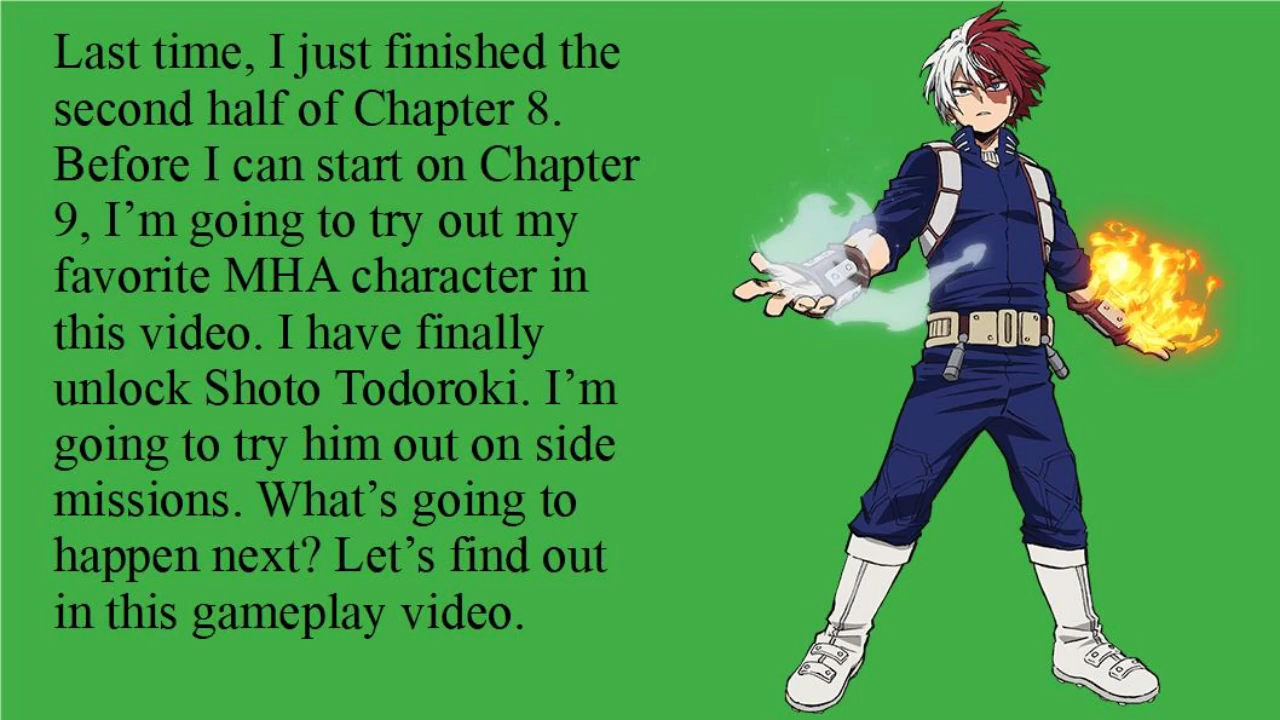 Last time, I just finished the
second half of Chapter 8.
Before I can start on Chapter
9, I’m going to try out my
favorite MHA character in
this video. I have finally
unlock Shoto Todoroki. I’m
going to try him out on side
missions. What’s going to
happen next? Let’s find out
in this gameplay video.